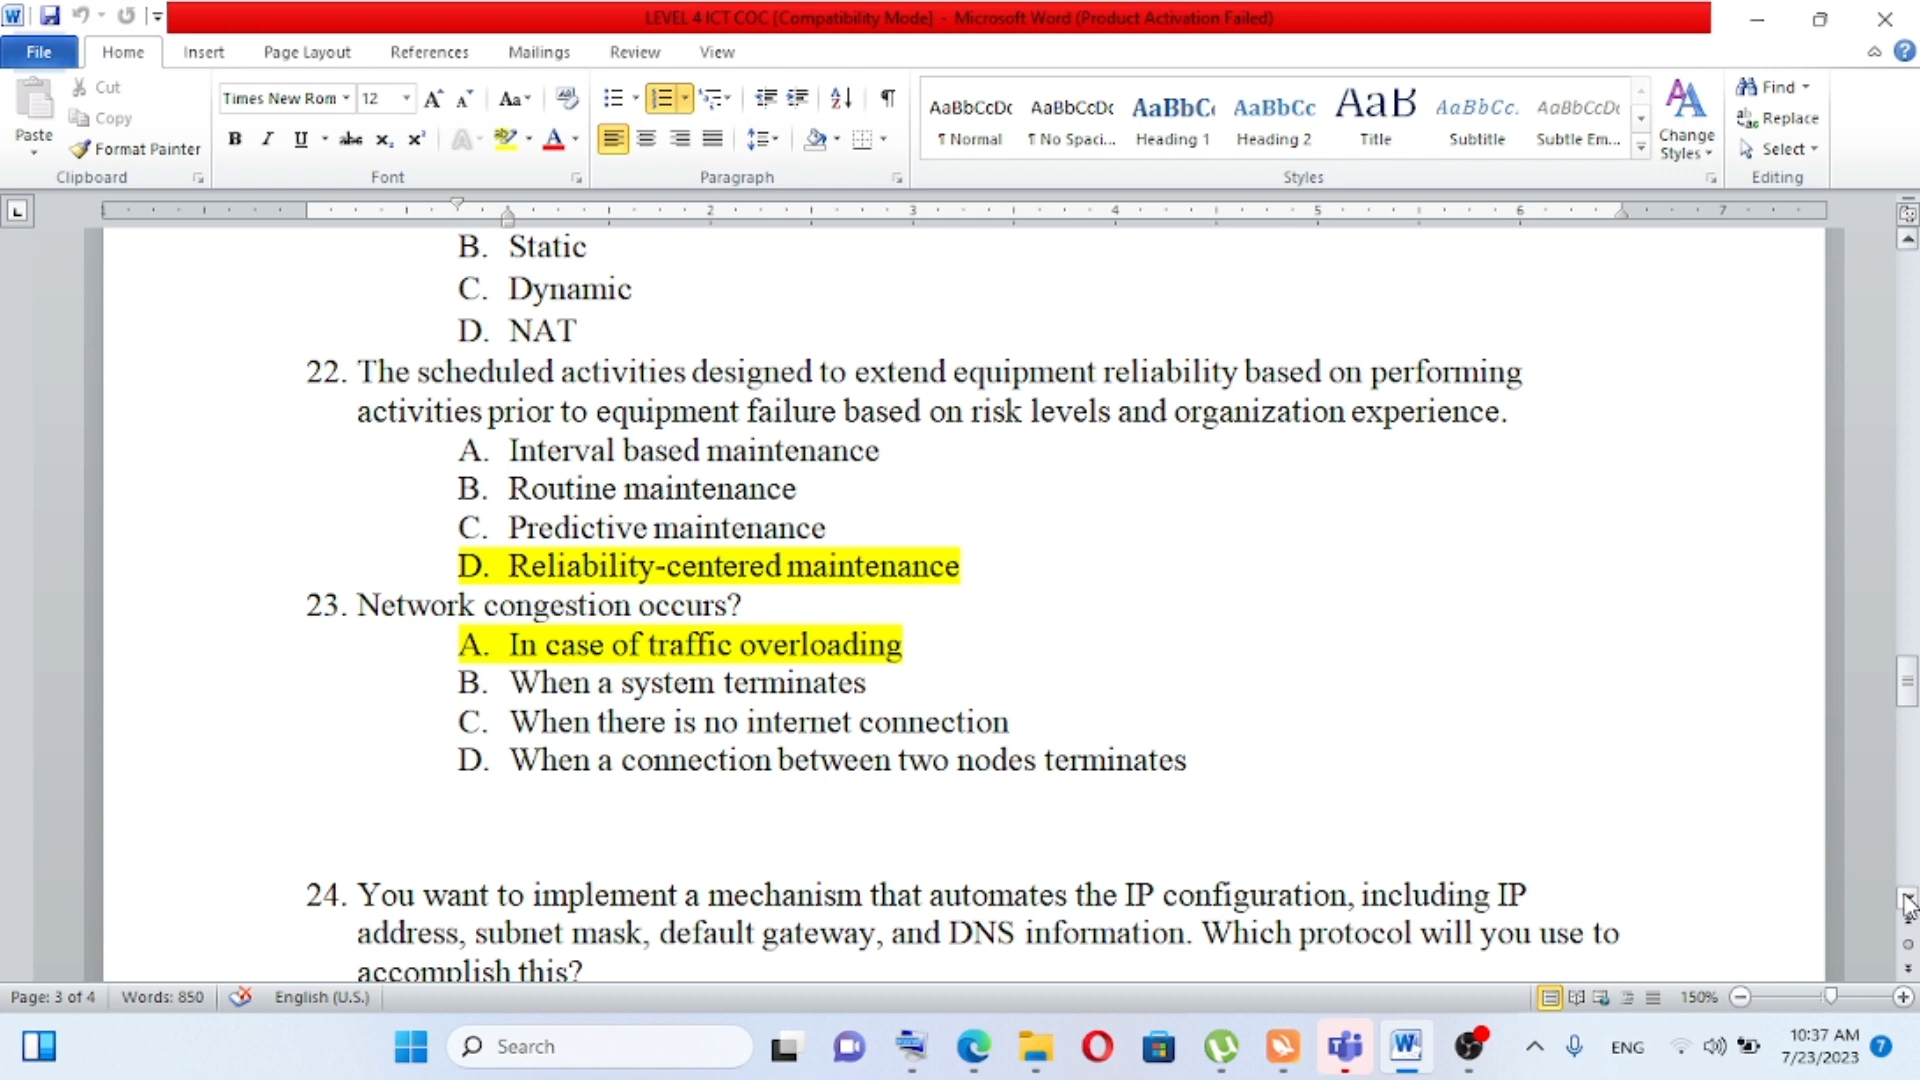 LEVEL 4 ICT COC [Compatibility Mode] - Microsoft Word (Product Activation Failed)
File Home Insert Page Layout References Mailings Review View
Paste
Cut
Copy
Format Painter
Clipboard
Times New Rom 12
Font
Paragraph
AaBbCcDc AaBbCcDc AaBbC AaBbCc AaB AaBbCc. AaBbCcDc
¶ Normal ¶ No Spaci... Heading 1 Heading 2 Title Subtitle Subtle Em...
Change Styles
Styles
Find
Replace
Select
Editing
2 3 4 5 6 7
B. Static
C. Dynamic
D. NAT
22. The scheduled activities designed to extend equipment reliability based on performing
activities prior to equipment failure based on risk levels and organization experience.
A. Interval based maintenance
B. Routine maintenance
C. Predictive maintenance
D. Reliability-centered maintenance
23. Network congestion occurs?
A. In case of traffic overloading
B. When a system terminates
C. When there is no internet connection
D. When a connection between two nodes terminates
24. You want to implement a mechanism that automates the IP configuration, including IP
address, subnet mask, default gateway, and DNS information. Which protocol will you use to
accomplish this?
Page: 3 of 4 Words: 850 English (U.S.) 150%
Search ENG 10:37 AM 7
7/23/2023